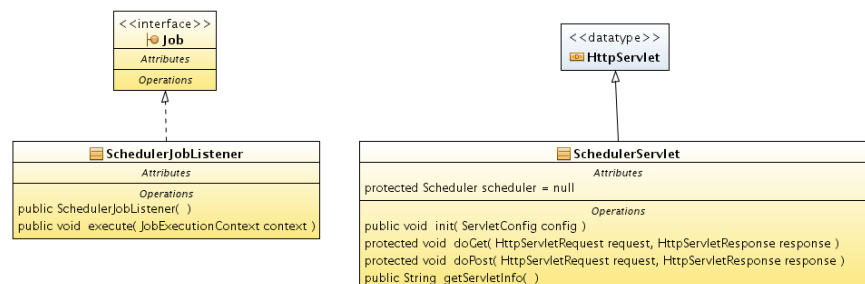 <<interface>>
Job
Attributes
Operations
<<datatype>>
HttpServlet
SchedulerJobListener
Attributes
Operations
public SchedulerJobListener( )
public void execute( JobExecutionContext context )
SchedulerServlet
Attributes
protected Scheduler scheduler = null
Operations
public void init( ServletConfig config )
protected void doGet( HttpServletRequest request, HttpServletResponse response )
protected void doPost( HttpServletRequest request, HttpServletResponse response )
public String getServletInfo( )